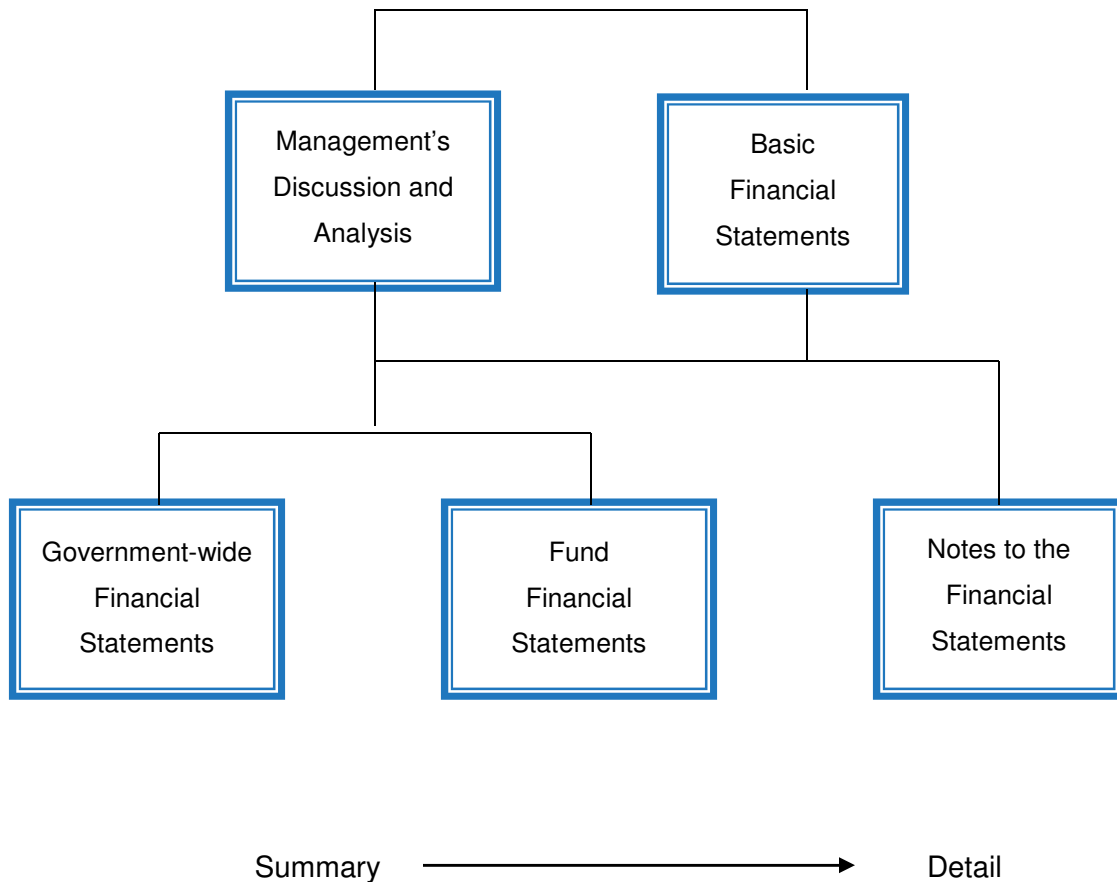 Management’s
Discussion and
Analysis
Basic
Financial
Statements
Government-wide
Financial
Statements
Fund
Financial
Statements
Notes to the
Financial
Statements
Summary
Detail